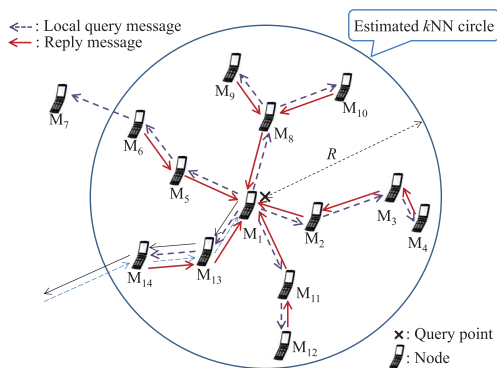 : Local query message
: Reply message
Estimated kNN circle
M9
M10
M7
M6
M8
R
M5
M3
M1
M2
M4
M14
M13
M11
M12
: Query point
: Node